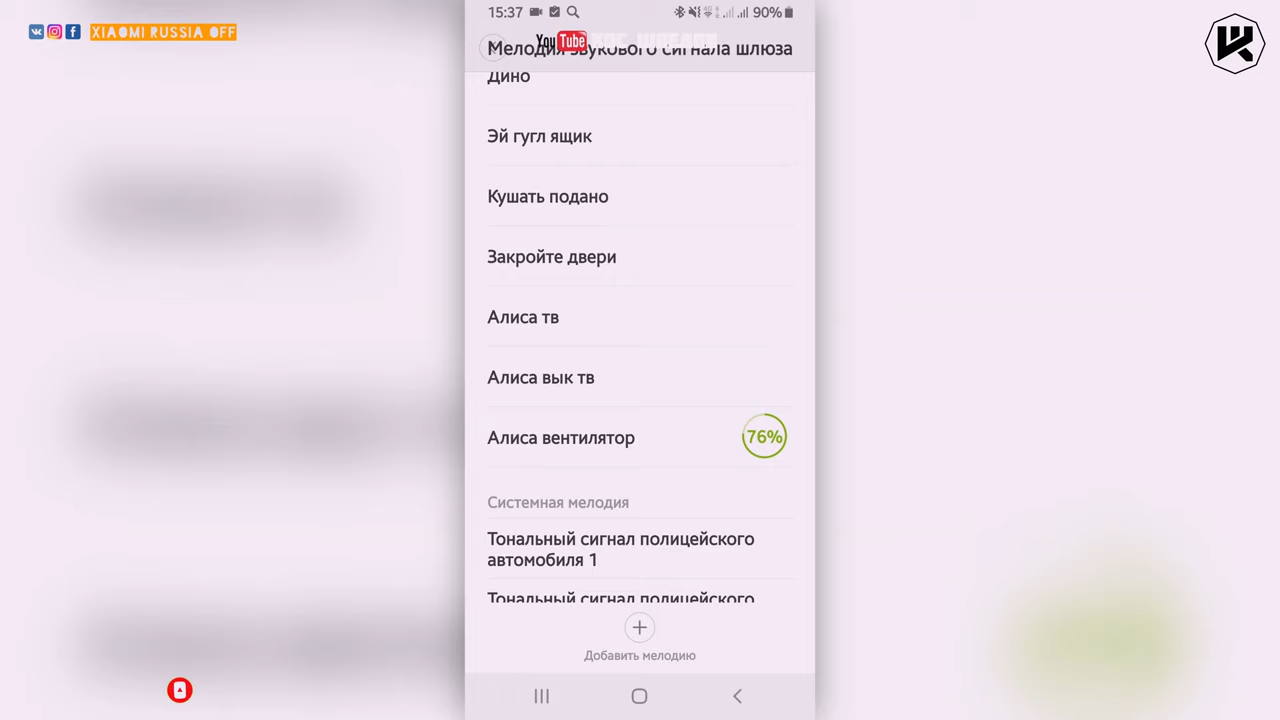 XIAOMI RUSSIA OFF
15:37
90%
You Tube
Мелодия звукового сигнала шлюза
Дино
Эй гугл ящик
Кушать подано
Закройте двери
Алиса тв
Алиса вык тв
Алиса вентилятор
76%
Системная мелодия
Тональный сигнал полицейского
автомобиля 1
Тональный сигнал полицейского
Добавить мелодию